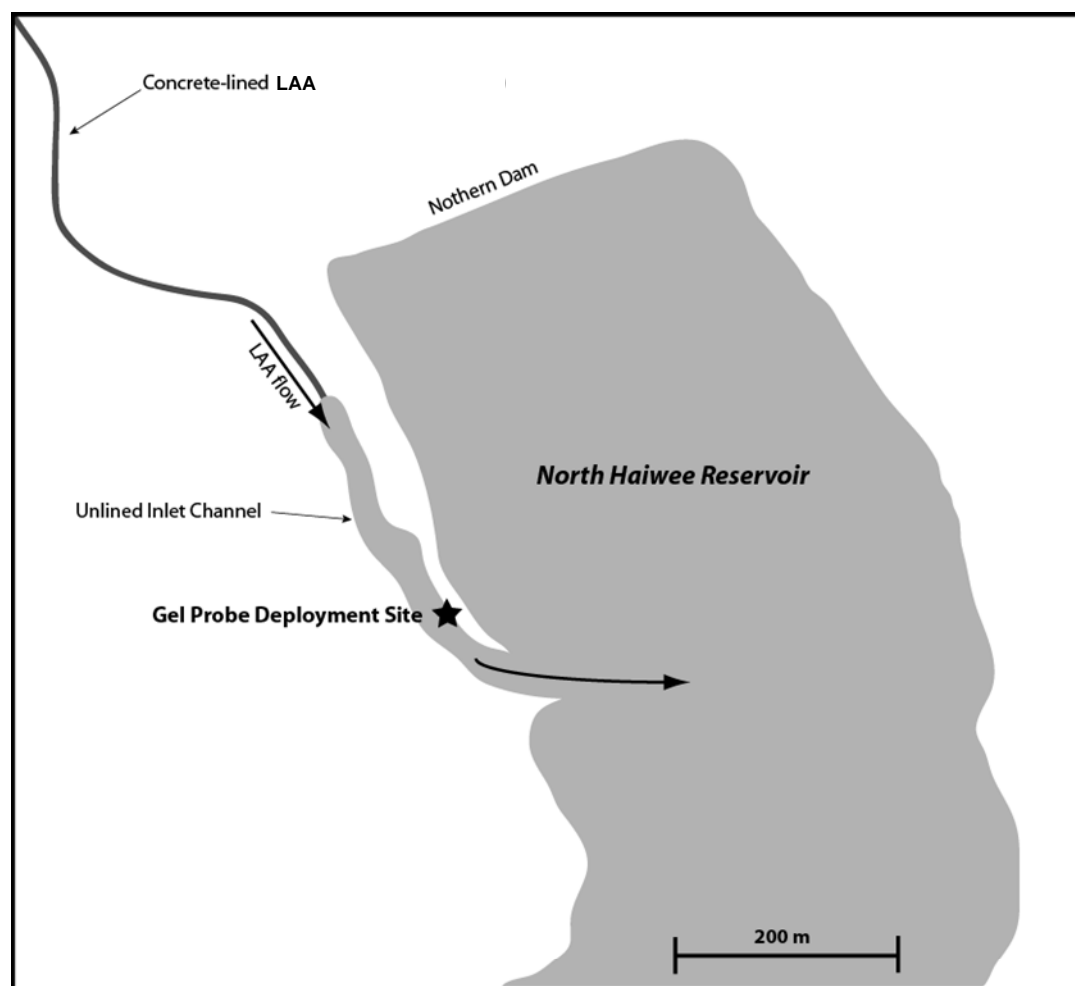 Concrete-lined LAA
Nothern Dam
LAA flow
North Haiwee Reservoir
Unlined Inlet Channel
Gel Probe Deployment Site
200 m